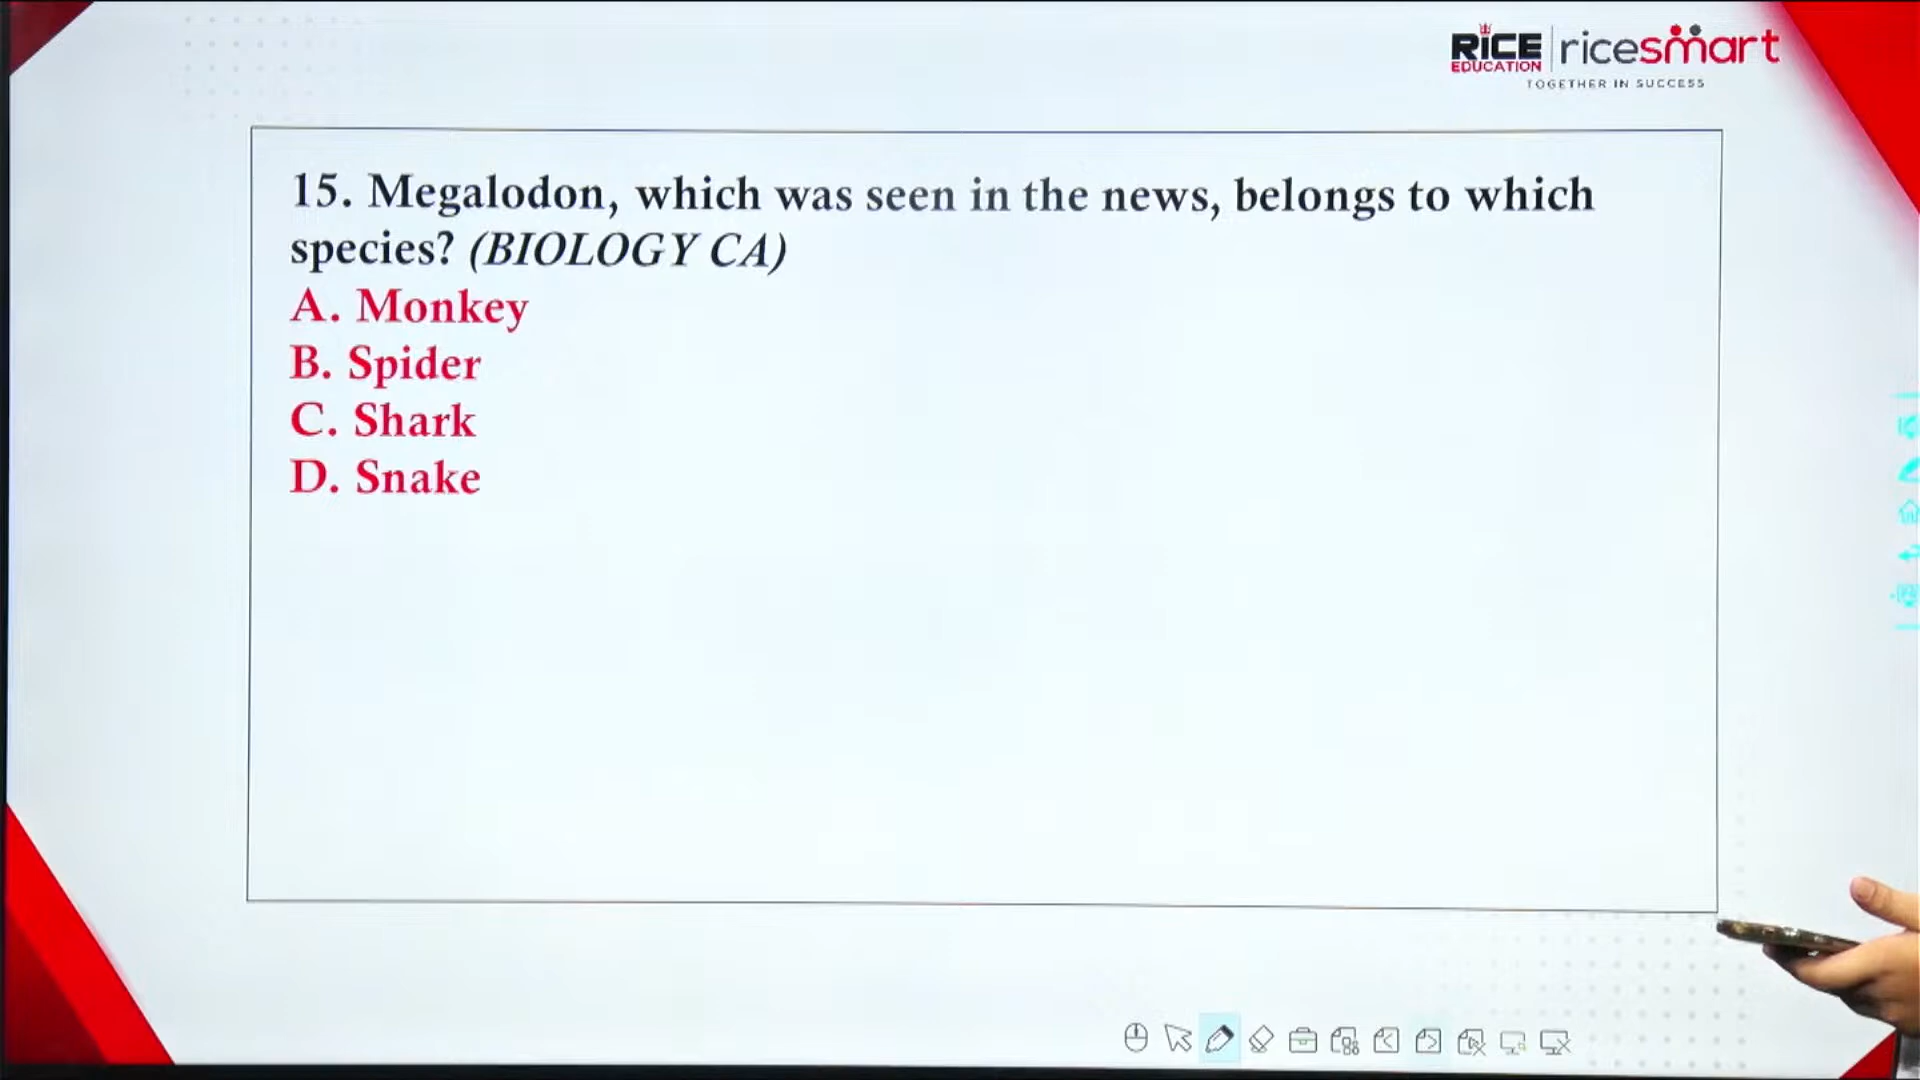 RICE
EDUCATION
ricesmart
TOGETHER IN SUCCESS
15. Megalodon, which was seen in the news, belongs to which
species? (BIOLOGY CA)
A. Monkey
B. Spider
C. Shark
D. Snake